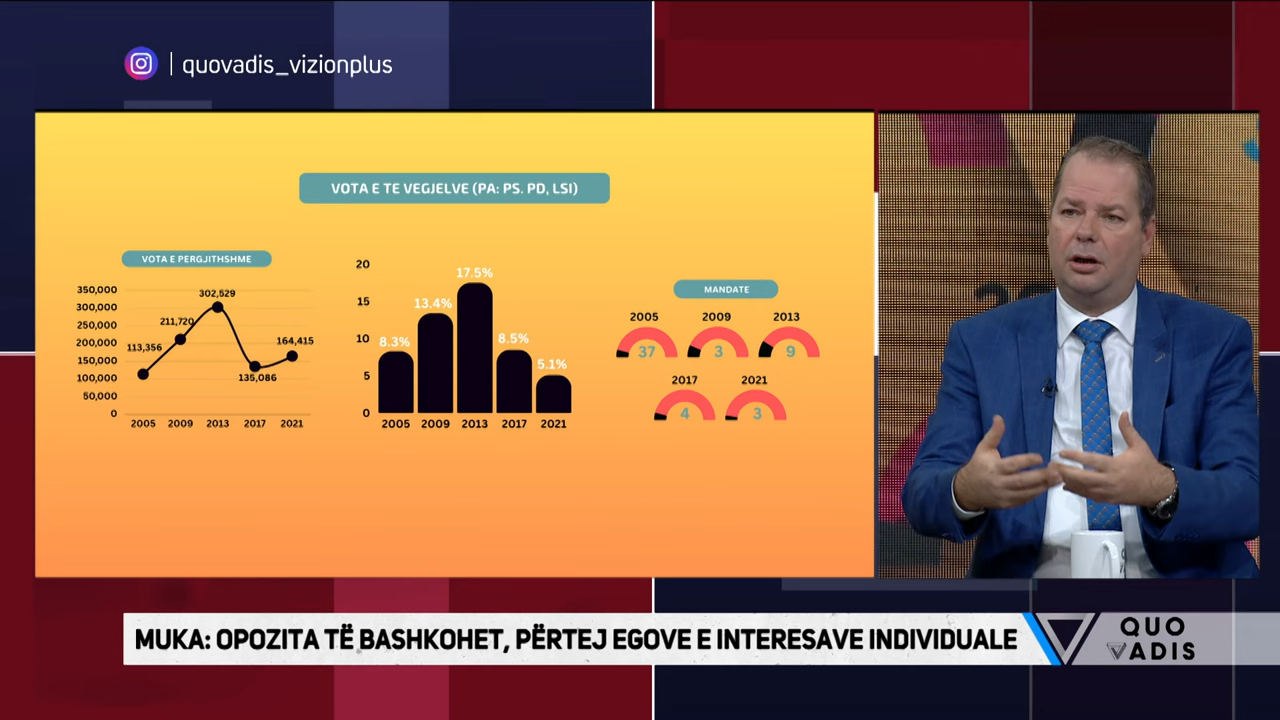 quovadis_vizionplus
VOTA E TE VEGJELVE (PA: PS. PD, LSI)
VOTA E PERGJITHSHME
350,000
300,000
250,000
200,000
150,000
100,000
50,000
0
113,356
211,720
302,529
135,086
164,415
2005 2009 2013 2017 2021
20
15
10
5
0
8.3%
13.4%
17.5%
8.5%
5.1%
2005 2009 2013 2017 2021
MANDATE
2005 2009 2013
37 3 9
2017 2021
4 3
MUKA: OPOZITA TË BASHKOHET, PËRTEJ EGOVE E INTERESAVE INDIVIDUALE
QUO
VADIS